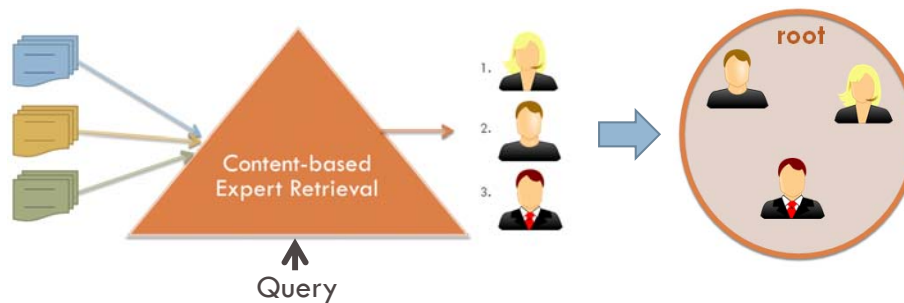 1.
2.
3.
Content-based
Expert Retrieval
Query
root